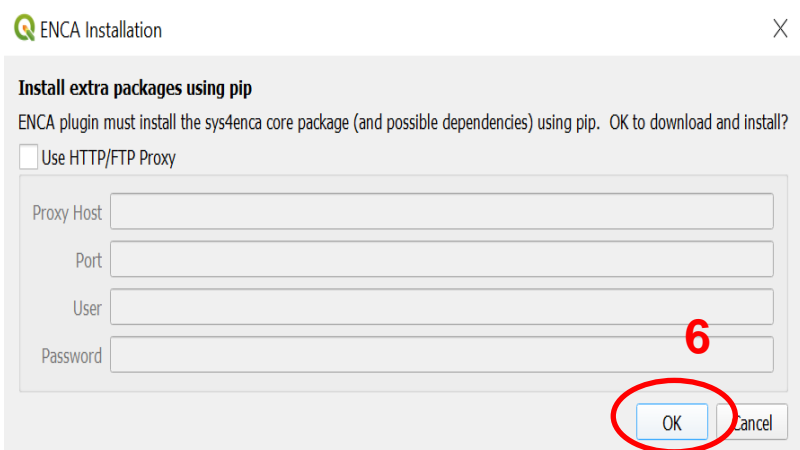 ENCA Installation
Install extra packages using pip
ENCA plugin must install the sys4enca core package (and possible dependencies) using pip. OK to download and install?
Use HTTP/FTP Proxy
Proxy Host
Port
User
Password
6
OK
Cancel